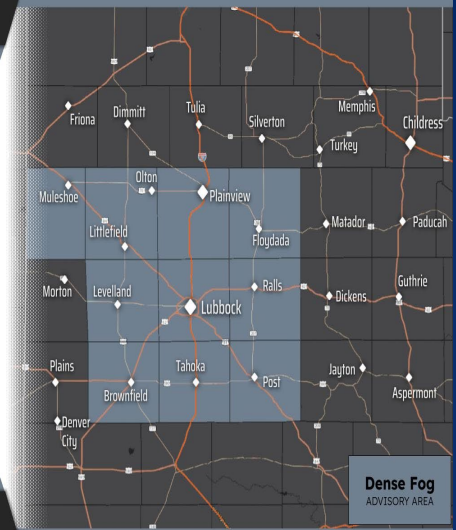 Friona
Dimmitt
Tulia
Silverton
Memphis
Childress
Turkey
Muleshoe
Olton
Plainview
Littlefield
Floydada
Matador
Paducah
Morton
Levelland
Lubbock
Ralls
Dickens
Guthrie
Plains
Brownfield
Tahoka
Post
Jayton
Aspermont
Denver
City
Dense Fog
ADVISORY AREA